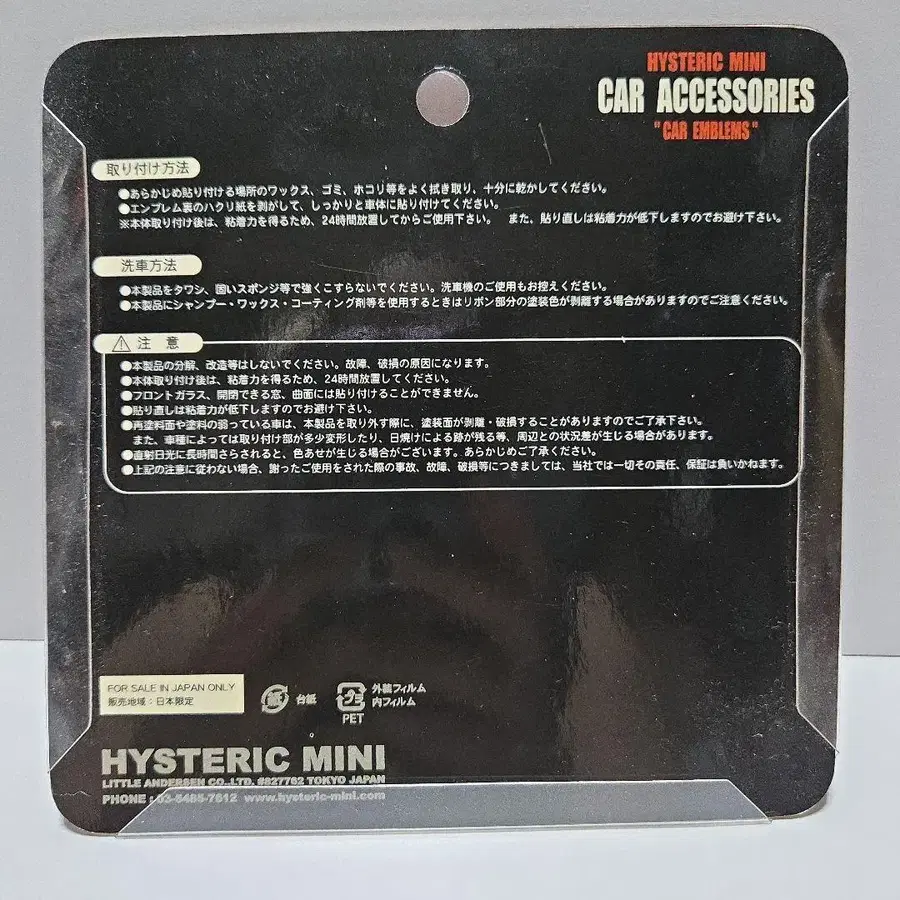 HYSTERIC MINI
CAR ACCESSORIES
"CAR EMBLEMS"
取り付け方法
●あらかじめ貼り付ける場所のワックス、ゴミ、ホコリ等をよく拭き取り、十分に乾かしてください。
●エンブレム裏のハクリ紙を剥がして、しっかりと車体に貼り付けてください。
※本体取り付け後は、粘着力を得るため、24時間放置してからご使用下さい。 また、貼り直しは粘着力が低下しますのでお避け下さい。
洗車方法
●本製品をタワシ、固いスポンジ等で強くこすらないでください。洗車機のご使用もお控えください。
●本製品にシャンプー・ワックス・コーティング剤等を使用するときはリボン部分の塗装色が剥離する場合がありますのでご注意ください。
⚠ 注 意
●本製品の分解、改造等はしないでください。故障、破損の原因になります。
●本体取り付け後は、粘着力を得るため、24時間放置してください。
●フロントガラス、開閉できる窓、曲面には貼り付けることができません。
●貼り直しは粘着力が低下しますのでお避け下さい。
●再塗料面や塗料の弱っている車は、本製品を取り外す際に、塗装面が剥離・破損することがありますのでご了承下さい。
また、車種によっては取り付け部が多少変形したり、日焼けによる跡が残る等、周辺との状況差が生じる場合があります。
●直射日光に長時間さらされると、色あせが生じる場合がございます。あらかじめご了承ください。
●上記の注意に従わない場合、謝ったご使用をされた際の事故、故障、破損等につきましては、当社では一切その責任、保証は負いかねます。
FOR SALE IN JAPAN ONLY
販売地域：日本限定
紙 台紙
プラ 外装フィルム
内フィルム
PET
HYSTERIC MINI
LITTLE ANDERSEN CO.,LTD. #827762 TOKYO JAPAN
PHONE : 03-5485-7612 www.hysteric-mini.com